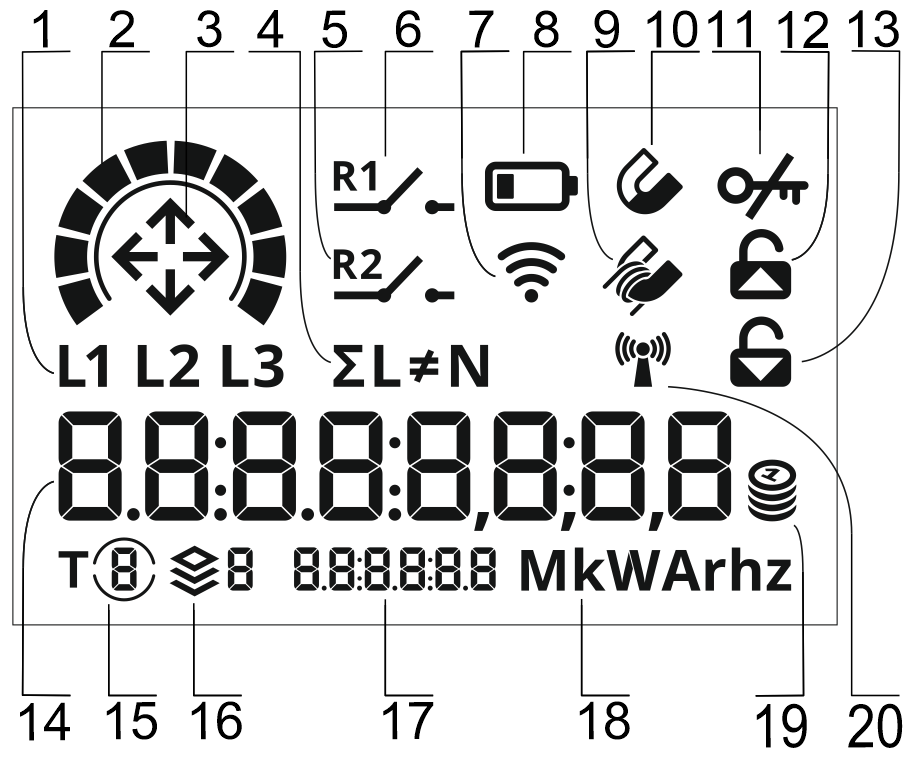 1 2 3 4 5 6 7 8 9 10 11 12 13
R1
R2
L1 L2 L3 ΣL≠N
8.8:8.8:8,8;8,8 1
T 8 8 8.8:8.8:8.8 MkWArhz
14 15 16 17 18 19 20